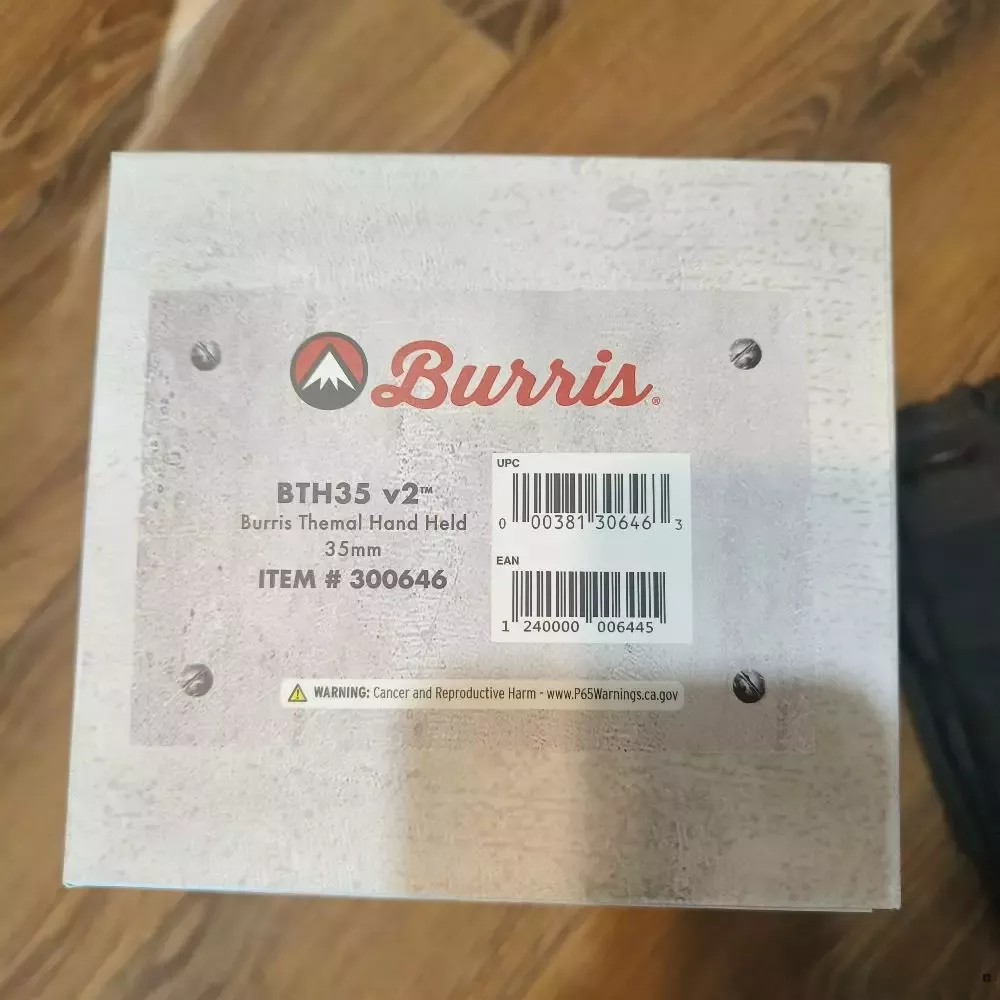 Burris®
BTH35 v2™
Burris Themal Hand Held
35mm
ITEM # 300646
UPC
0 00381 30646 3
EAN
1 240000 006445
WARNING: Cancer and Reproductive Harm - www.P65Warnings.ca.gov